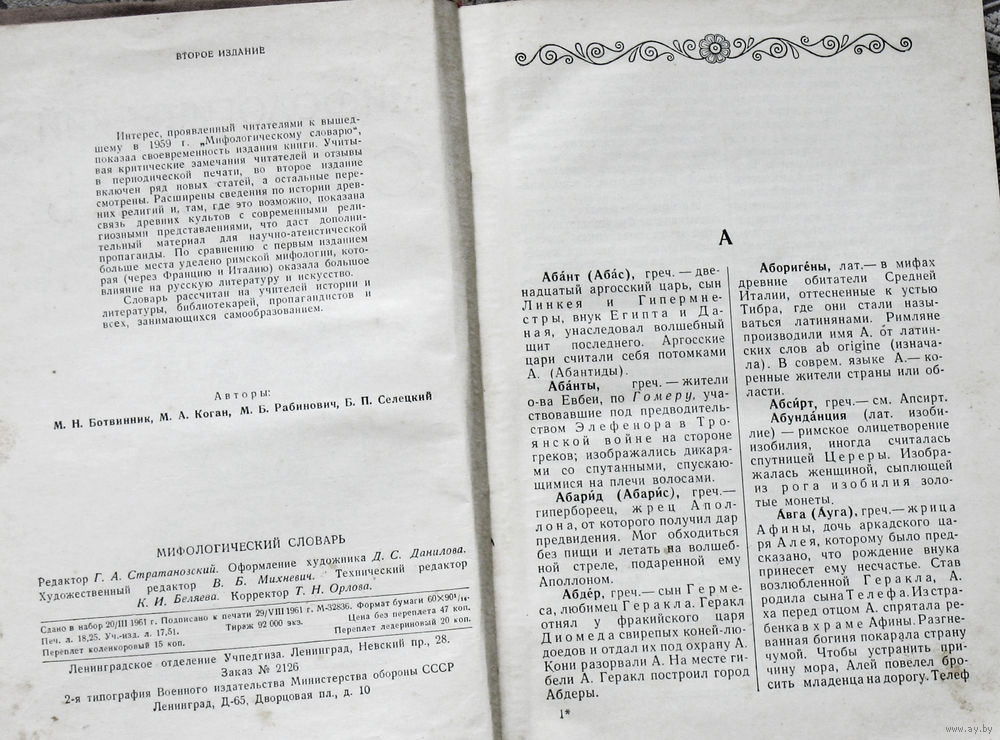 ВТОРОЕ ИЗДАНИЕ
Интерес, проявленный читателями к вышед-
шему в 1959 г. „Мифологическому словарю“,
показал своевременность издания книги. Учиты-
вая критические замечания читателей и отзывы
в периодической печати, во второе издание
включен ряд новых статей, а остальные пере-
смотрены. Расширены сведения по истории древ-
них религий и, там, где это возможно, показана
связь древних культов с современными рели-
гиозными представлениями, что даст дополни-
тельный материал для научно-атеистической
пропаганды. По сравнению с первым изданием
больше места уделено римской мифологии, кото-
рая (через Францию и Италию) оказала большое
влияние на русскую литературу и искусство.
Словарь рассчитан на учителей истории и
литературы, библиотекарей, пропагандистов и
всех, занимающихся самообразованием.
Авторы:
М. Н. Ботвинник, М. А. Коган, М. Б. Рабинович, Б. П. Селецкий
МИФОЛОГИЧЕСКИЙ СЛОВАРЬ
Редактор Г. А. Стратановский. Оформление художника Д. С. Данилова.
Художественный редактор В. Б. Михневич. Технический редактор
К. И. Беляева. Корректор Т. Н. Орлова.
Сдано в набор 20/III 1961 г. Подписано к печати 29/VIII 1961 г. М-32836. Формат бумаги 60×90¹/₁₆.
Печ. л. 18,25. Уч.-изд. л. 17,51. Тираж 92 000 экз. Цена без переплета 47 коп.
Переплет коленкоровый 15 коп. Переплет ледериновый 20 коп.
Ленинградское отделение Учпедгиза. Ленинград, Невский пр., 28.
Заказ № 2126
2-я типография Военного издательства Министерства обороны СССР
Ленинград, Д-65, Дворцовая пл., д. 10
А
Аба́нт (Аба́с), греч. — две-
надцатый аргосский царь, сын
Линкея и Гипермне-
стры, внук Египта и Да-
ная, унаследовал волшебный
щит последнего. Аргосские
цари считали себя потомками
А. (Абантиды).
Аба́нты, греч. — жители
о-ва Евбеи, по Гомеру, уча-
ствовавшие под предводитель-
ством Элефенора в Тро-
янской войне на стороне
греков; изображались дикаря-
ми со спутанными, спускаю-
щимися на плечи волосами.
Абари́д (Абари́с), греч.—
гипербореец, жрец Апол-
лона, от которого получил дар
предвидения. Мог обходиться
без пищи и летать на волшеб-
ной стреле, подаренной ему
Аполлоном.
Абде́р, греч.— сын Герме-
са, любимец Геракла. Геракл
отнял у фракийского царя
Диомеда свирепых коней-лю-
доедов и отдал их под охрану А.
Кони разорвали А. На месте ги-
бели А. Геракл построил город
Абдеры.
1*
Абориге́ны, лат.— в мифах
древние обитатели Средней
Италии, оттесненные к устью
Тибра, где они стали назы-
ваться латинянами. Римляне
производили имя А. от латин-
ских слов ab origine (изнача-
ла). В соврем. языке А.— ко-
ренные жители страны или об-
ласти.
Абси́рт, греч.— см. Апсирт.
Абунда́нция (лат. изоби-
лие) — римское олицетворение
изобилия, иногда считалась
спутницей Цереры. Изобра-
жалась женщиной, сыплющей
из рога изобилия золо-
тые монеты.
А́вга (А́уга), греч.— жрица
Афины, дочь аркадского ца-
ря Алея, которому было пред-
сказано, что рождение внука
принесет ему несчастье. Став
возлюбленной Геракла, А.
родила сына Телефа. Из стра-
ха перед отцом А. спрятала ре-
бенка в храме Афины. Разгне-
ванная богиня покарала страну
чумой. Чтобы устранить при-
чину мора, Алей повелел бро-
сить младенца на дорогу. Телеф
www.ay.by